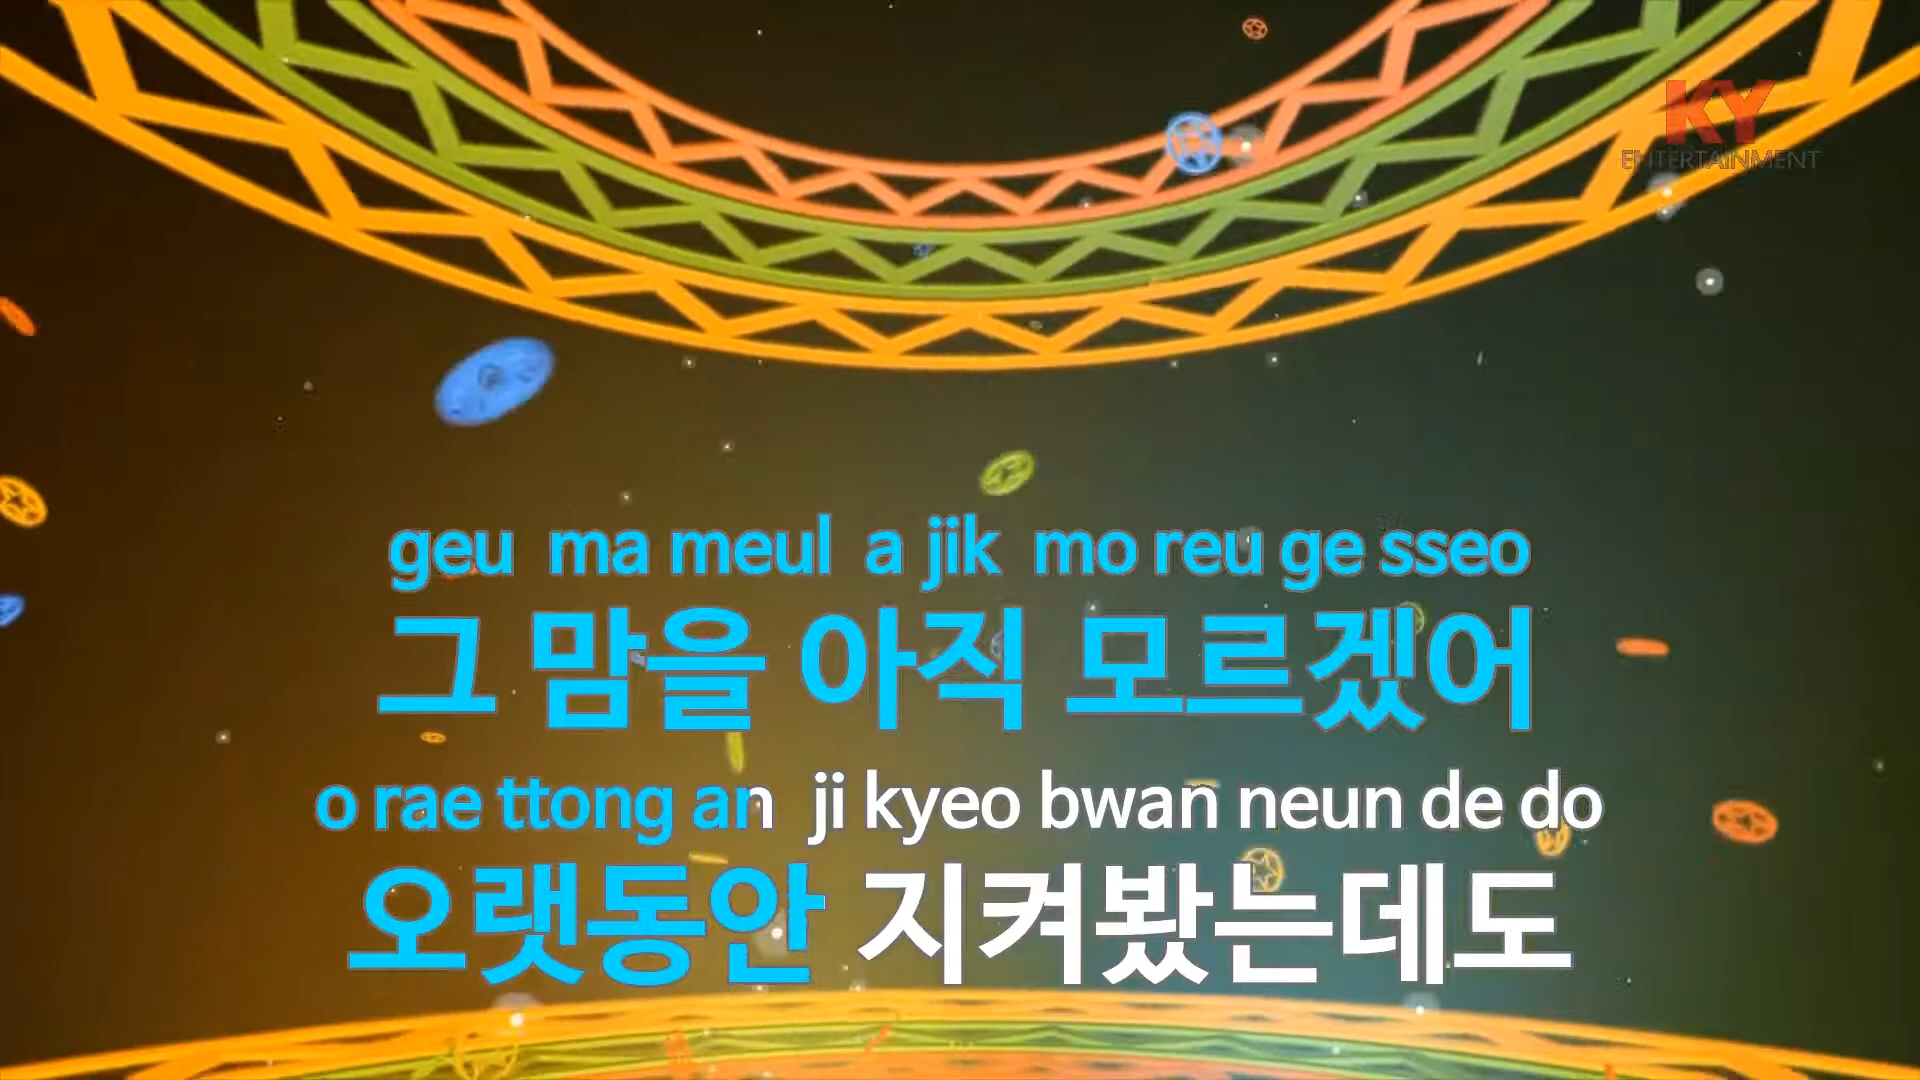 KY
ENTERTAINMENT
geu ma meul a jik mo reu ge sseo
그 맘을 아직 모르겠어
o rae ttong an ji kyeo bwan neun de do
오랫동안 지켜봤는데도